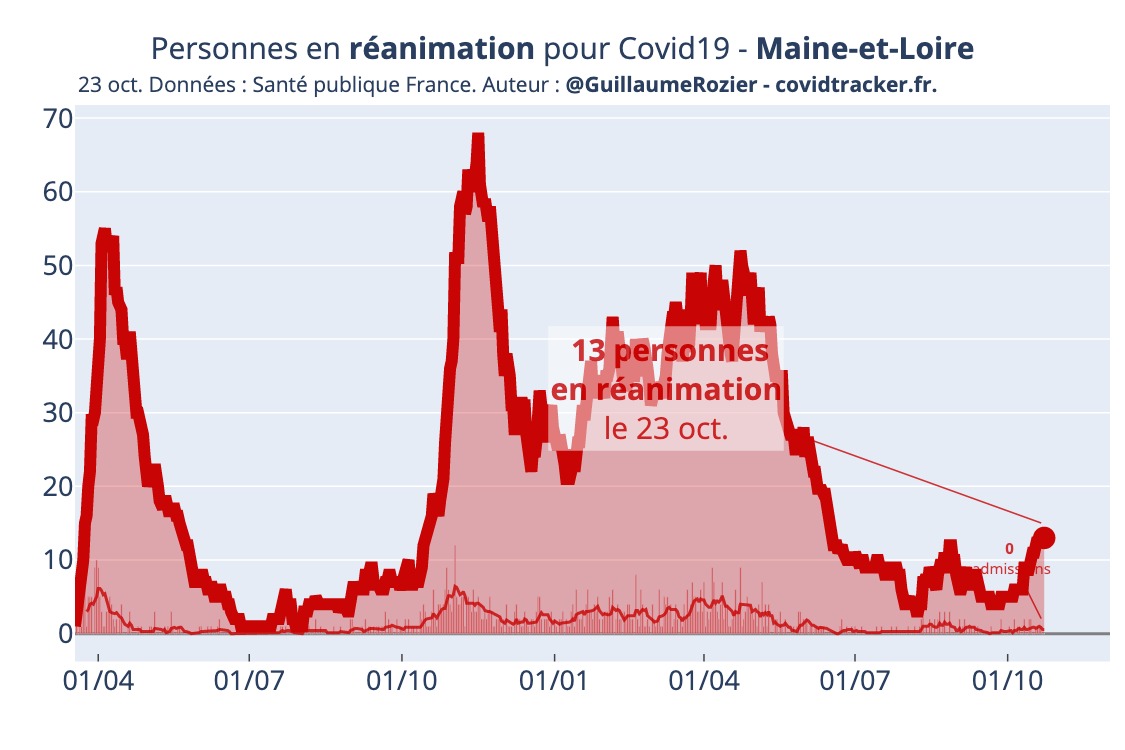 Personnes en réanimation pour Covid19 - Maine-et-Loire
23 oct. Données : Santé publique France. Auteur : @GuillaumeRozier - covidtracker.fr.
70
60
50
40
30
20
10
0
13 personnes
en réanimation
le 23 oct.
0
admissions
01/04
01/07
01/10
01/01
01/04
01/07
01/10